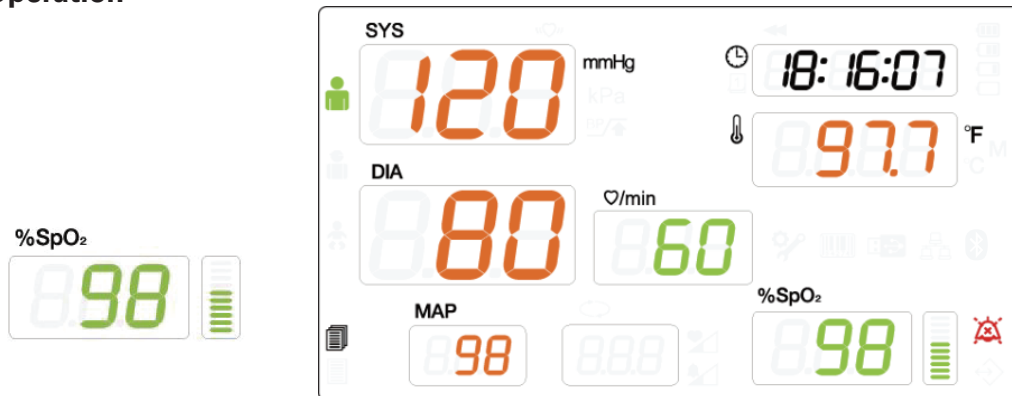 SYS
120
mmHg
kPa
18:16:07
97.7
°F
°C
M
DIA
80
♡/min
60
%SpO₂
98
MAP
98
%SpO₂
98